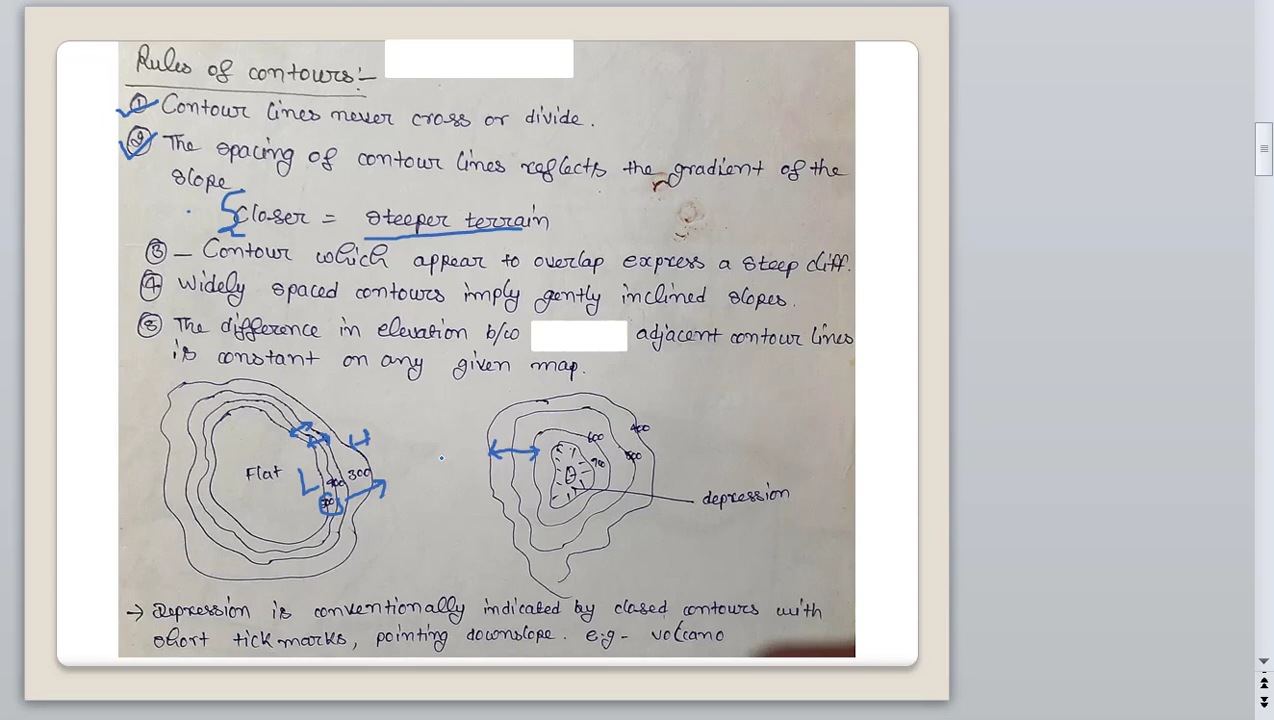 Rules of contours:-
① Contour lines never cross or divide.
② The spacing of contour lines reflects the gradient of the
slope
Closer = steeper terrain
③ - Contour which appear to overlap express a steep cliff.
④ Widely spaced contours imply gently inclined slopes.
⑤ The difference in elevation b/w adjacent contour lines
is constant on any given map.
Flat
L
H
300
400
500
400
500
600
700
depression
→ Depression is conventionally indicated by closed contours with
short tick marks, pointing downslope. e.g - volcano